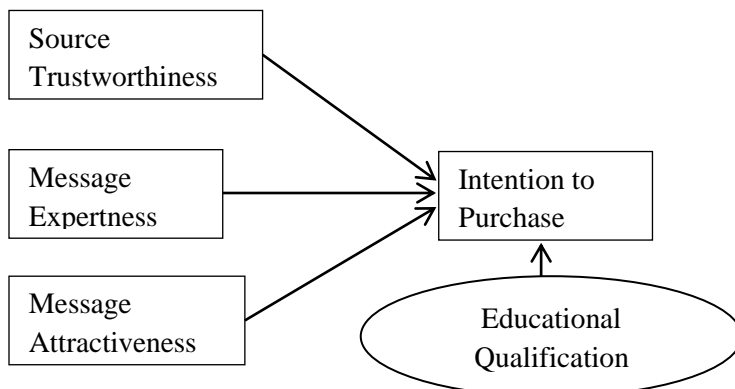 Source
Trustworthiness
Message
Expertness
Intention to
Purchase
Message
Attractiveness
Educational
Qualification